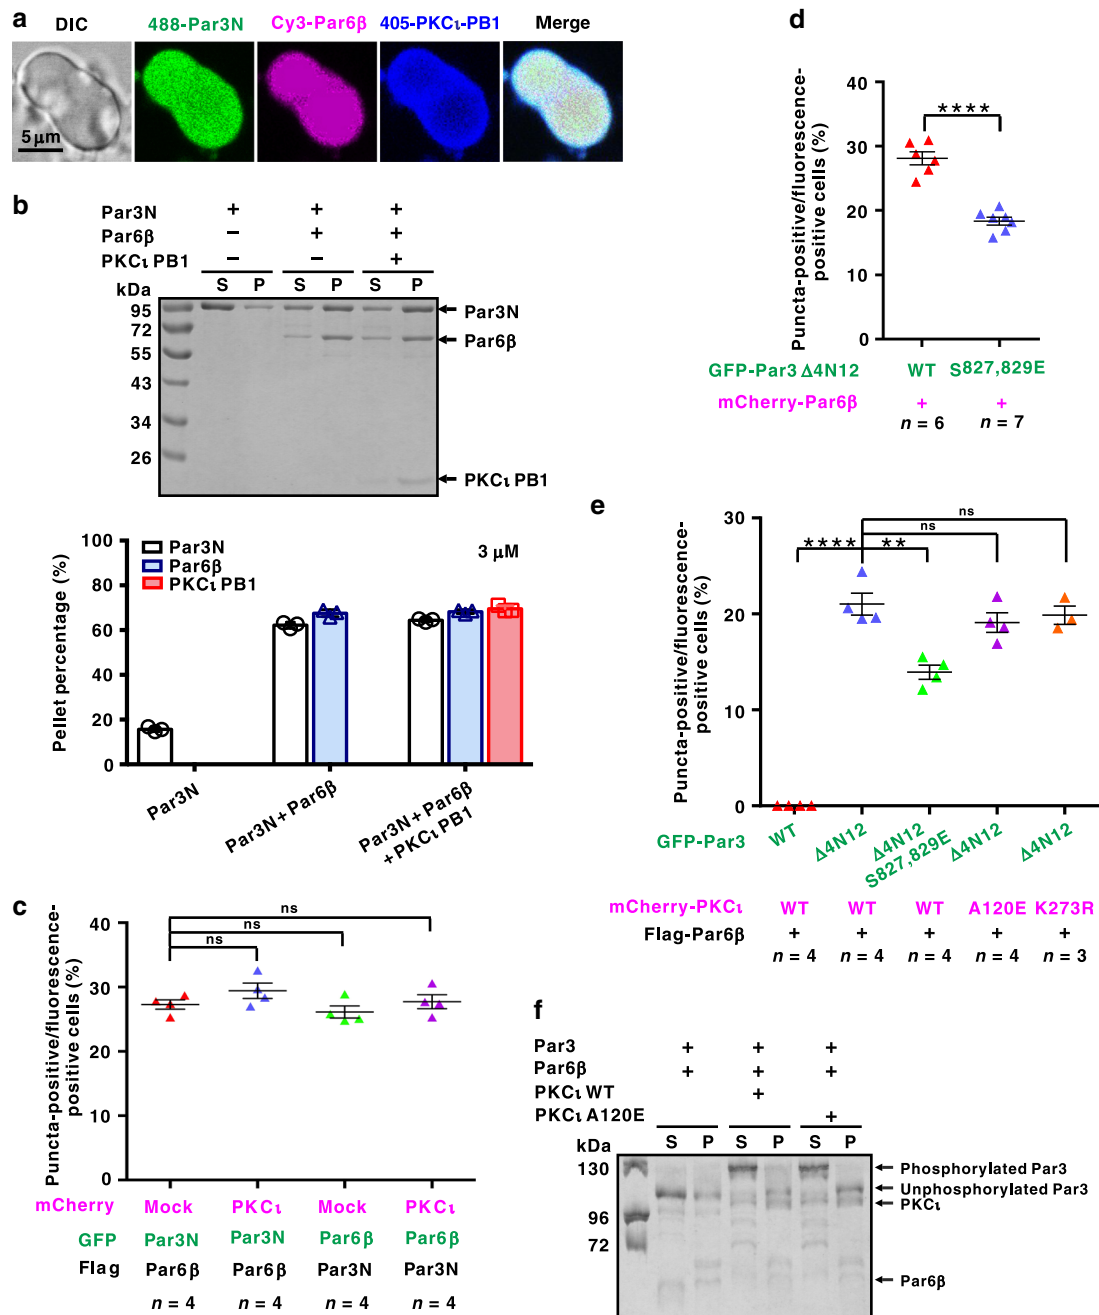 a
DIC 488-Par3N Cy3-Par6β 405-PKCι-PB1 Merge
5 μm
b
Par3N + + +
Par6β − + +
PKCι PB1 − − +
kDa S P S P S P
95
72
55
43
34
26
Par3N
Par6β
PKCι PB1
Pellet percentage (%)
100
80
60
40
20
0
Par3N
Par6β
PKCι PB1
3 μM
Par3N
Par3N + Par6β
Par3N + Par6β
+ PKCι PB1
c
Puncta-positive/fluorescence-
positive cells (%)
40
30
20
10
0
ns
ns
ns
mCherry Mock PKCι Mock PKCι
GFP Par3N Par3N Par6β Par6β
Flag Par6β Par6β Par3N Par3N
n = 4 n = 4 n = 4 n = 4
d
Puncta-positive/fluorescence-
positive cells (%)
40
30
20
10
0
****
GFP-Par3 Δ4N12 WT S827,829E
mCherry-Par6β + +
n = 6 n = 7
e
Puncta-positive/fluorescence-
positive cells (%)
30
20
10
0
ns
ns
**** **
GFP-Par3 WT Δ4N12 Δ4N12 S827,829E Δ4N12 Δ4N12
mCherry-PKCι WT WT WT A120E K273R
Flag-Par6β + + + + +
n = 4 n = 4 n = 4 n = 4 n = 3
f
Par3 + + +
Par6β + + +
PKCι WT +
PKCι A120E +
kDa S P S P S P
130
96
72
Phosphorylated Par3
Unphosphorylated Par3
PKCι
Par6β